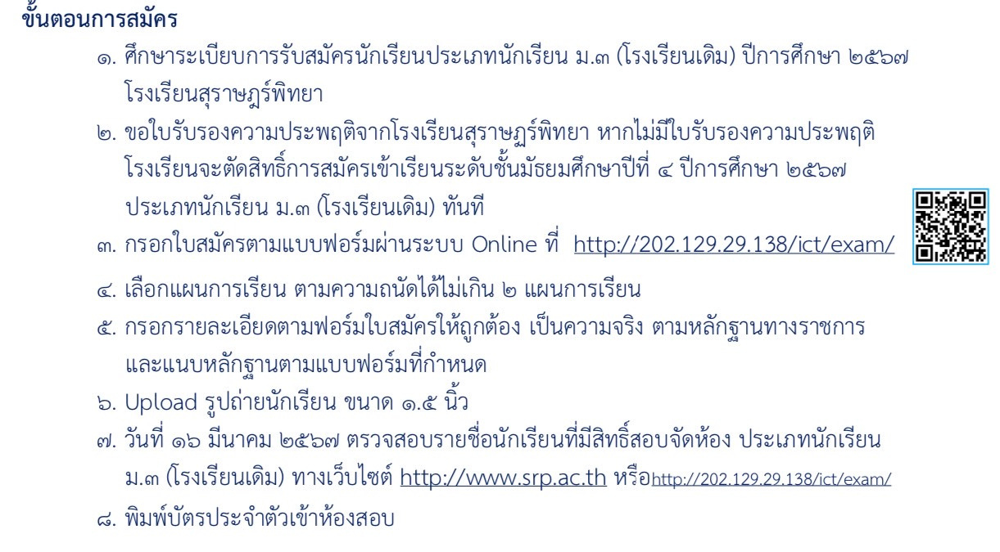 ขั้นตอนการสมัคร
๑. ศึกษาระเบียบการรับสมัครนักเรียนประเภทนักเรียน ม.๓ (โรงเรียนเดิม) ปีการศึกษา ๒๕๖๗
โรงเรียนสุราษฎร์พิทยา
๒. ขอใบรับรองความประพฤติจากโรงเรียนสุราษฎร์พิทยา หากไม่มีใบรับรองความประพฤติ
โรงเรียนจะตัดสิทธิ์การสมัครเข้าเรียนระดับชั้นมัธยมศึกษาปีที่ ๔ ปีการศึกษา ๒๕๖๗
ประเภทนักเรียน ม.๓ (โรงเรียนเดิม) ทันที
๓. กรอกใบสมัครตามแบบฟอร์มผ่านระบบ Online ที่ http://202.129.29.138/ict/exam/
๔. เลือกแผนการเรียน ตามความถนัดได้ไม่เกิน ๒ แผนการเรียน
๕. กรอกรายละเอียดตามฟอร์มใบสมัครให้ถูกต้อง เป็นความจริง ตามหลักฐานทางราชการ
และแนบหลักฐานตามแบบฟอร์มที่กำหนด
๖. Upload รูปถ่ายนักเรียน ขนาด ๑.๕ นิ้ว
๗. วันที่ ๑๖ มีนาคม ๒๕๖๗ ตรวจสอบรายชื่อนักเรียนที่มีสิทธิ์สอบจัดห้อง ประเภทนักเรียน
ม.๓ (โรงเรียนเดิม) ทางเว็บไซต์ http://www.srp.ac.th หรือhttp://202.129.29.138/ict/exam/
๘. พิมพ์บัตรประจำตัวเข้าห้องสอบ